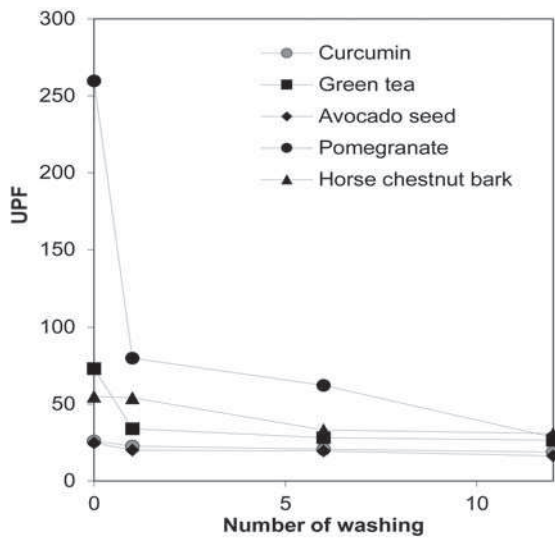 300
250
200
150
100
50
0
UPF
Curcumin
Green tea
Avocado seed
Pomegranate
Horse chestnut bark
0 5 10
Number of washing